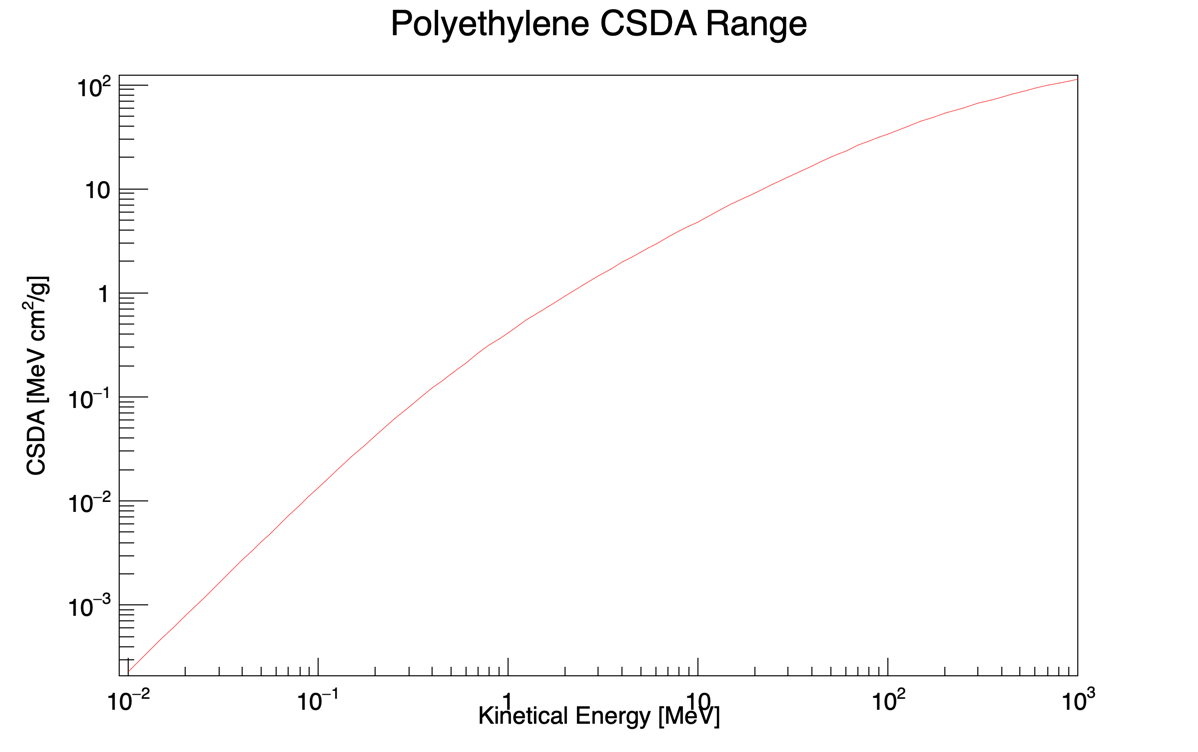 Polyethylene CSDA Range
CSDA [MeV cm²/g]
10²
10
1
10⁻¹
10⁻²
10⁻³
10⁻² 10⁻¹ 1 10 10² 10³
Kinetical Energy [MeV]